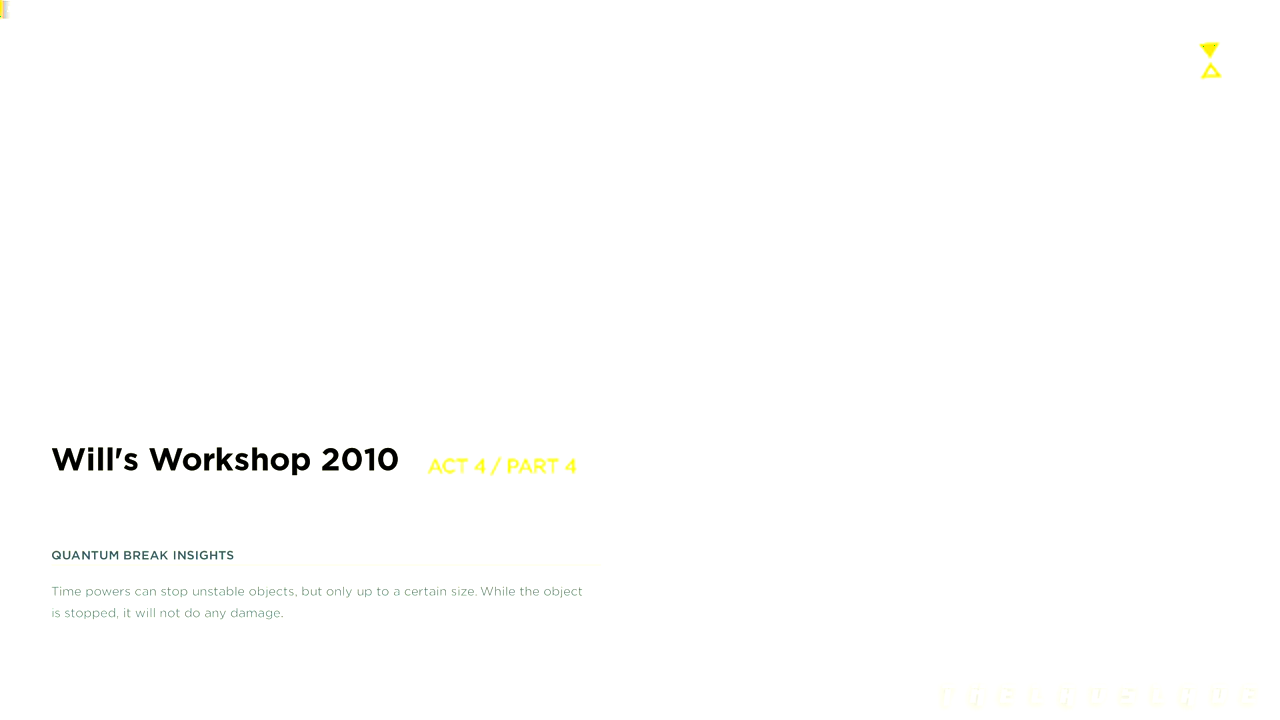 Will's Workshop 2010 ACT 4 / PART 4
QUANTUM BREAK INSIGHTS
Time powers can stop unstable objects, but only up to a certain size. While the object
is stopped, it will not do any damage.